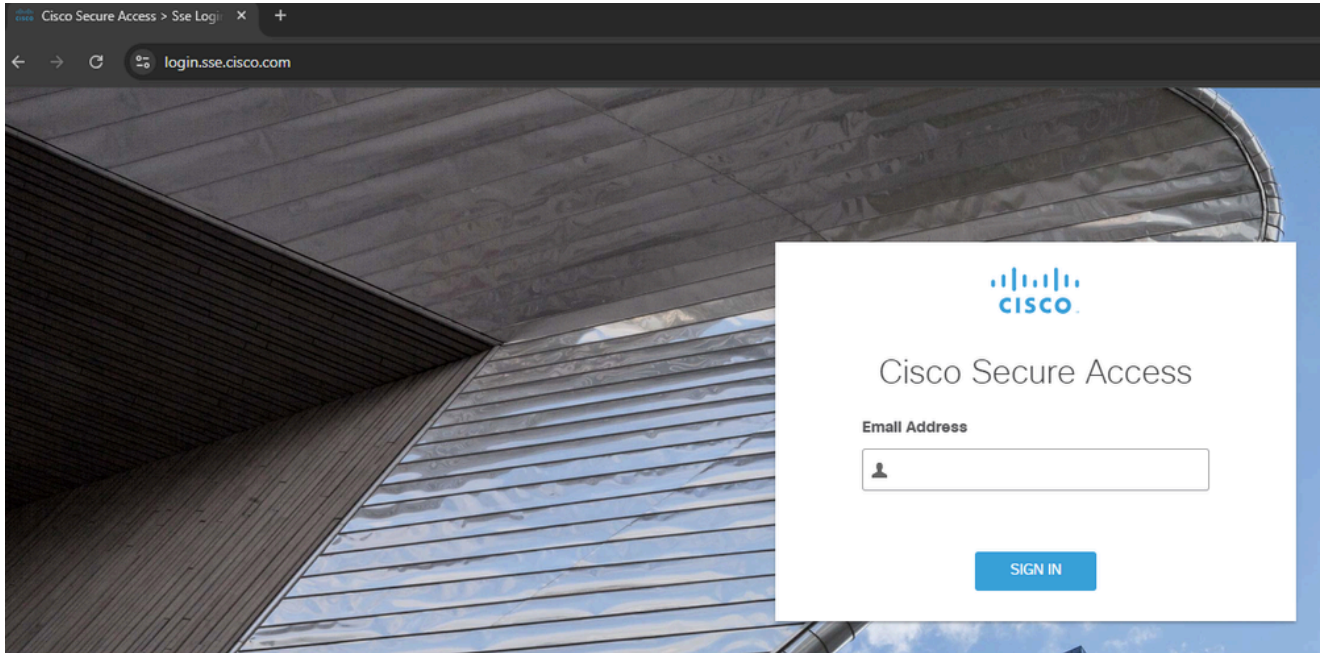 Cisco Secure Access > Sse Logi
login.sse.cisco.com
CISCO
Cisco Secure Access
Email Address
SIGN IN